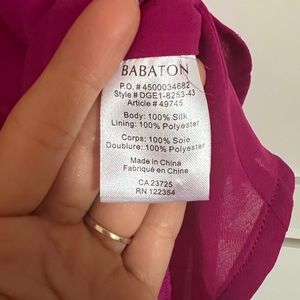 BABATON
P.O. # 4500034682
Style # DGE1-8253-43
Article # 49745
Body: 100% Silk
Lining: 100% Polyester
Corps: 100% Soie
Doublure: 100% Polyester
Made in China
Fabriqué en Chine
CA 23725
RN 122354